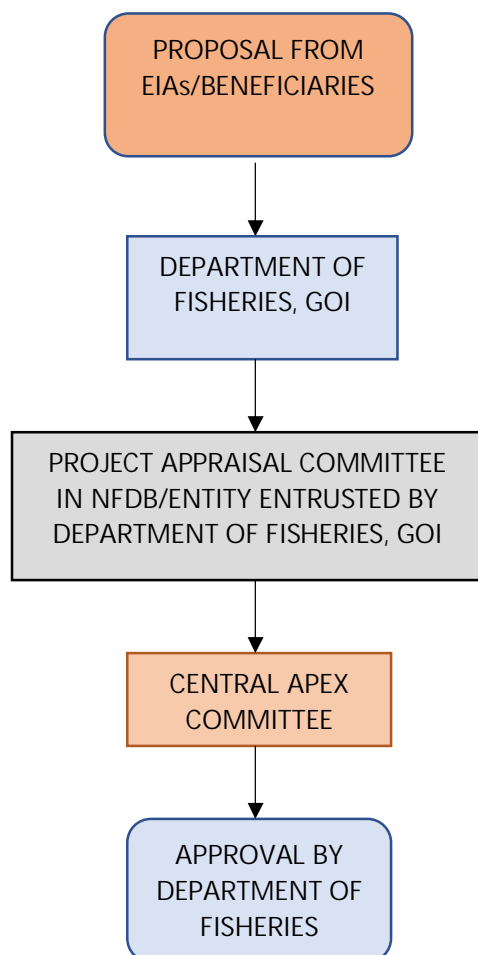 PROPOSAL FROM
EIAs/BENEFICIARIES
DEPARTMENT OF
FISHERIES, GOI
PROJECT APPRAISAL COMMITTEE
IN NFDB/ENTITY ENTRUSTED BY
DEPARTMENT OF FISHERIES, GOI
CENTRAL APEX
COMMITTEE
APPROVAL BY
DEPARTMENT OF
FISHERIES